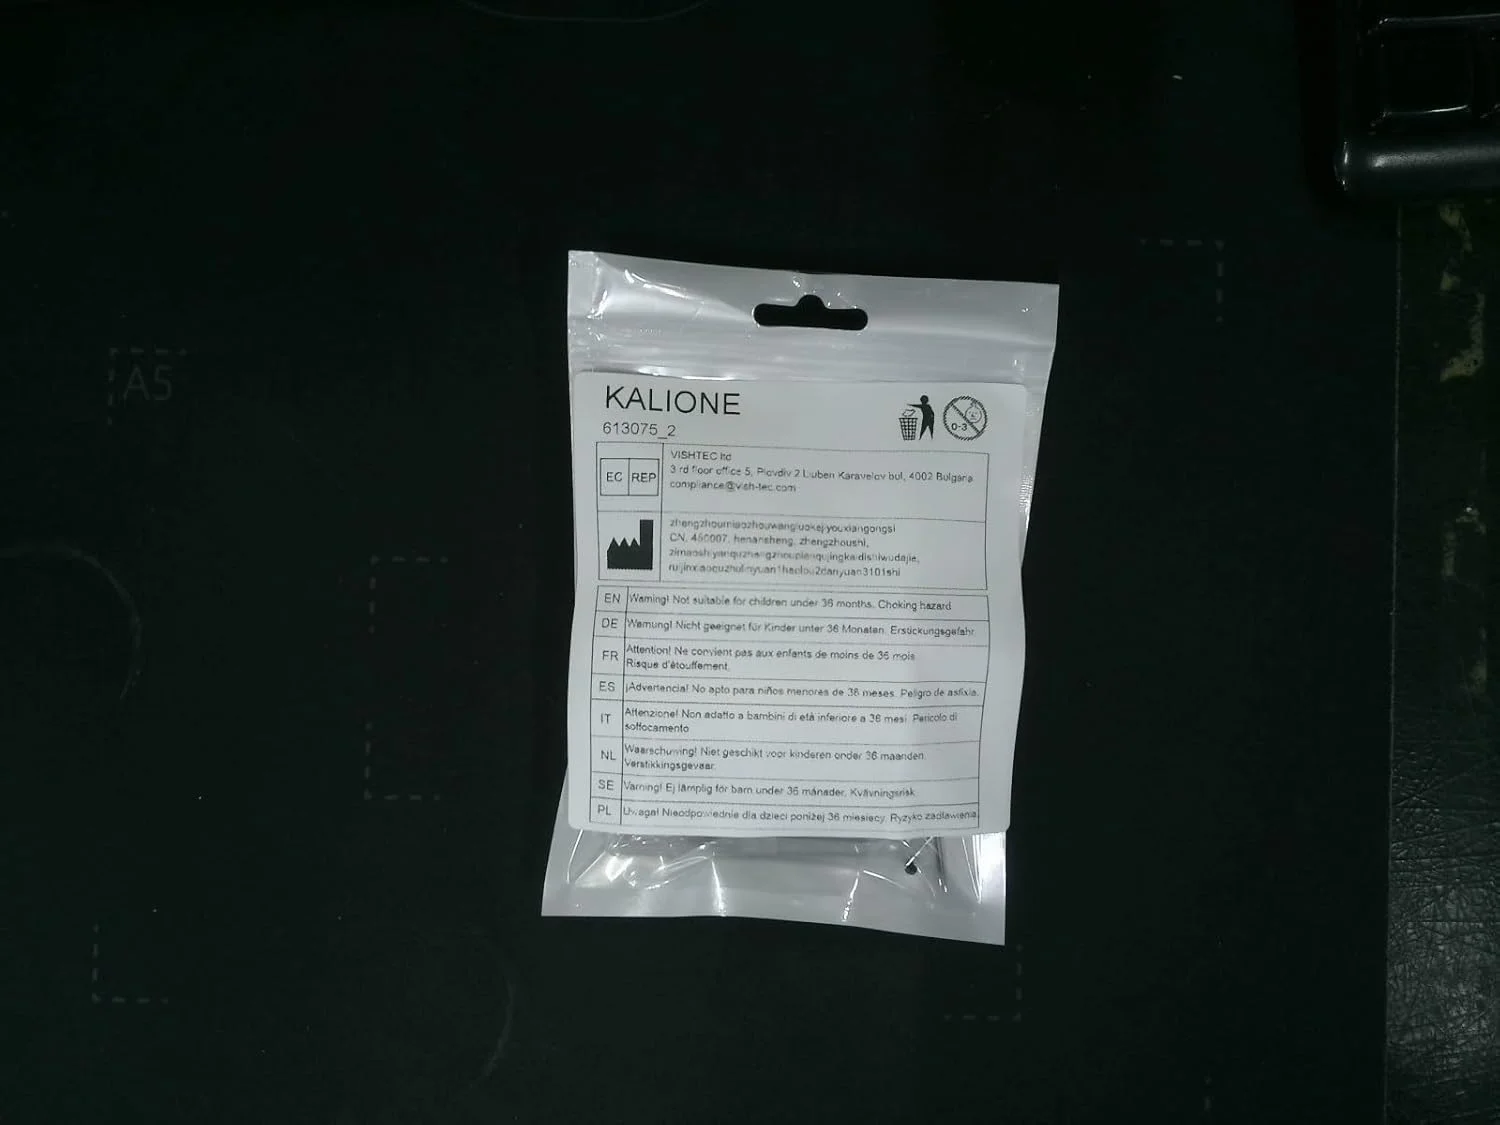 A5
KALIONE
613075_2
0-3
EC REP
VISHTEC ltd
3 rd floor office 5, Plovdiv 2 Liuben Karavelov bul, 4002 Bulgaria
compliance@vish-tec.com
CN, 450007, henansheng, zhengzhoushi,
EN Warning! Not suitable for children under 36 months. Choking hazard
DE Warnung! Nicht geeignet für Kinder unter 36 Monaten. Erstickungsgefahr.
FR Attention! Ne convient pas aux enfants de moins de 36 mois.
Risque d'étouffement.
ES ¡Advertencia! No apto para niños menores de 36 meses. Peligro de asfixia.
IT Attenzione! Non adatto a bambini di età inferiore a 36 mesi. Pericolo di
soffocamento
NL Waarschuwing! Niet geschikt voor kinderen onder 36 maanden.
Verstikkingsgevaar.
SE Varning! Ej lämplig för barn under 36 månader. Kvävningsrisk.
PL Uwaga! Nieodpowiednie dla dzieci poniżej 36 miesięcy. Ryzyko zadławienia.